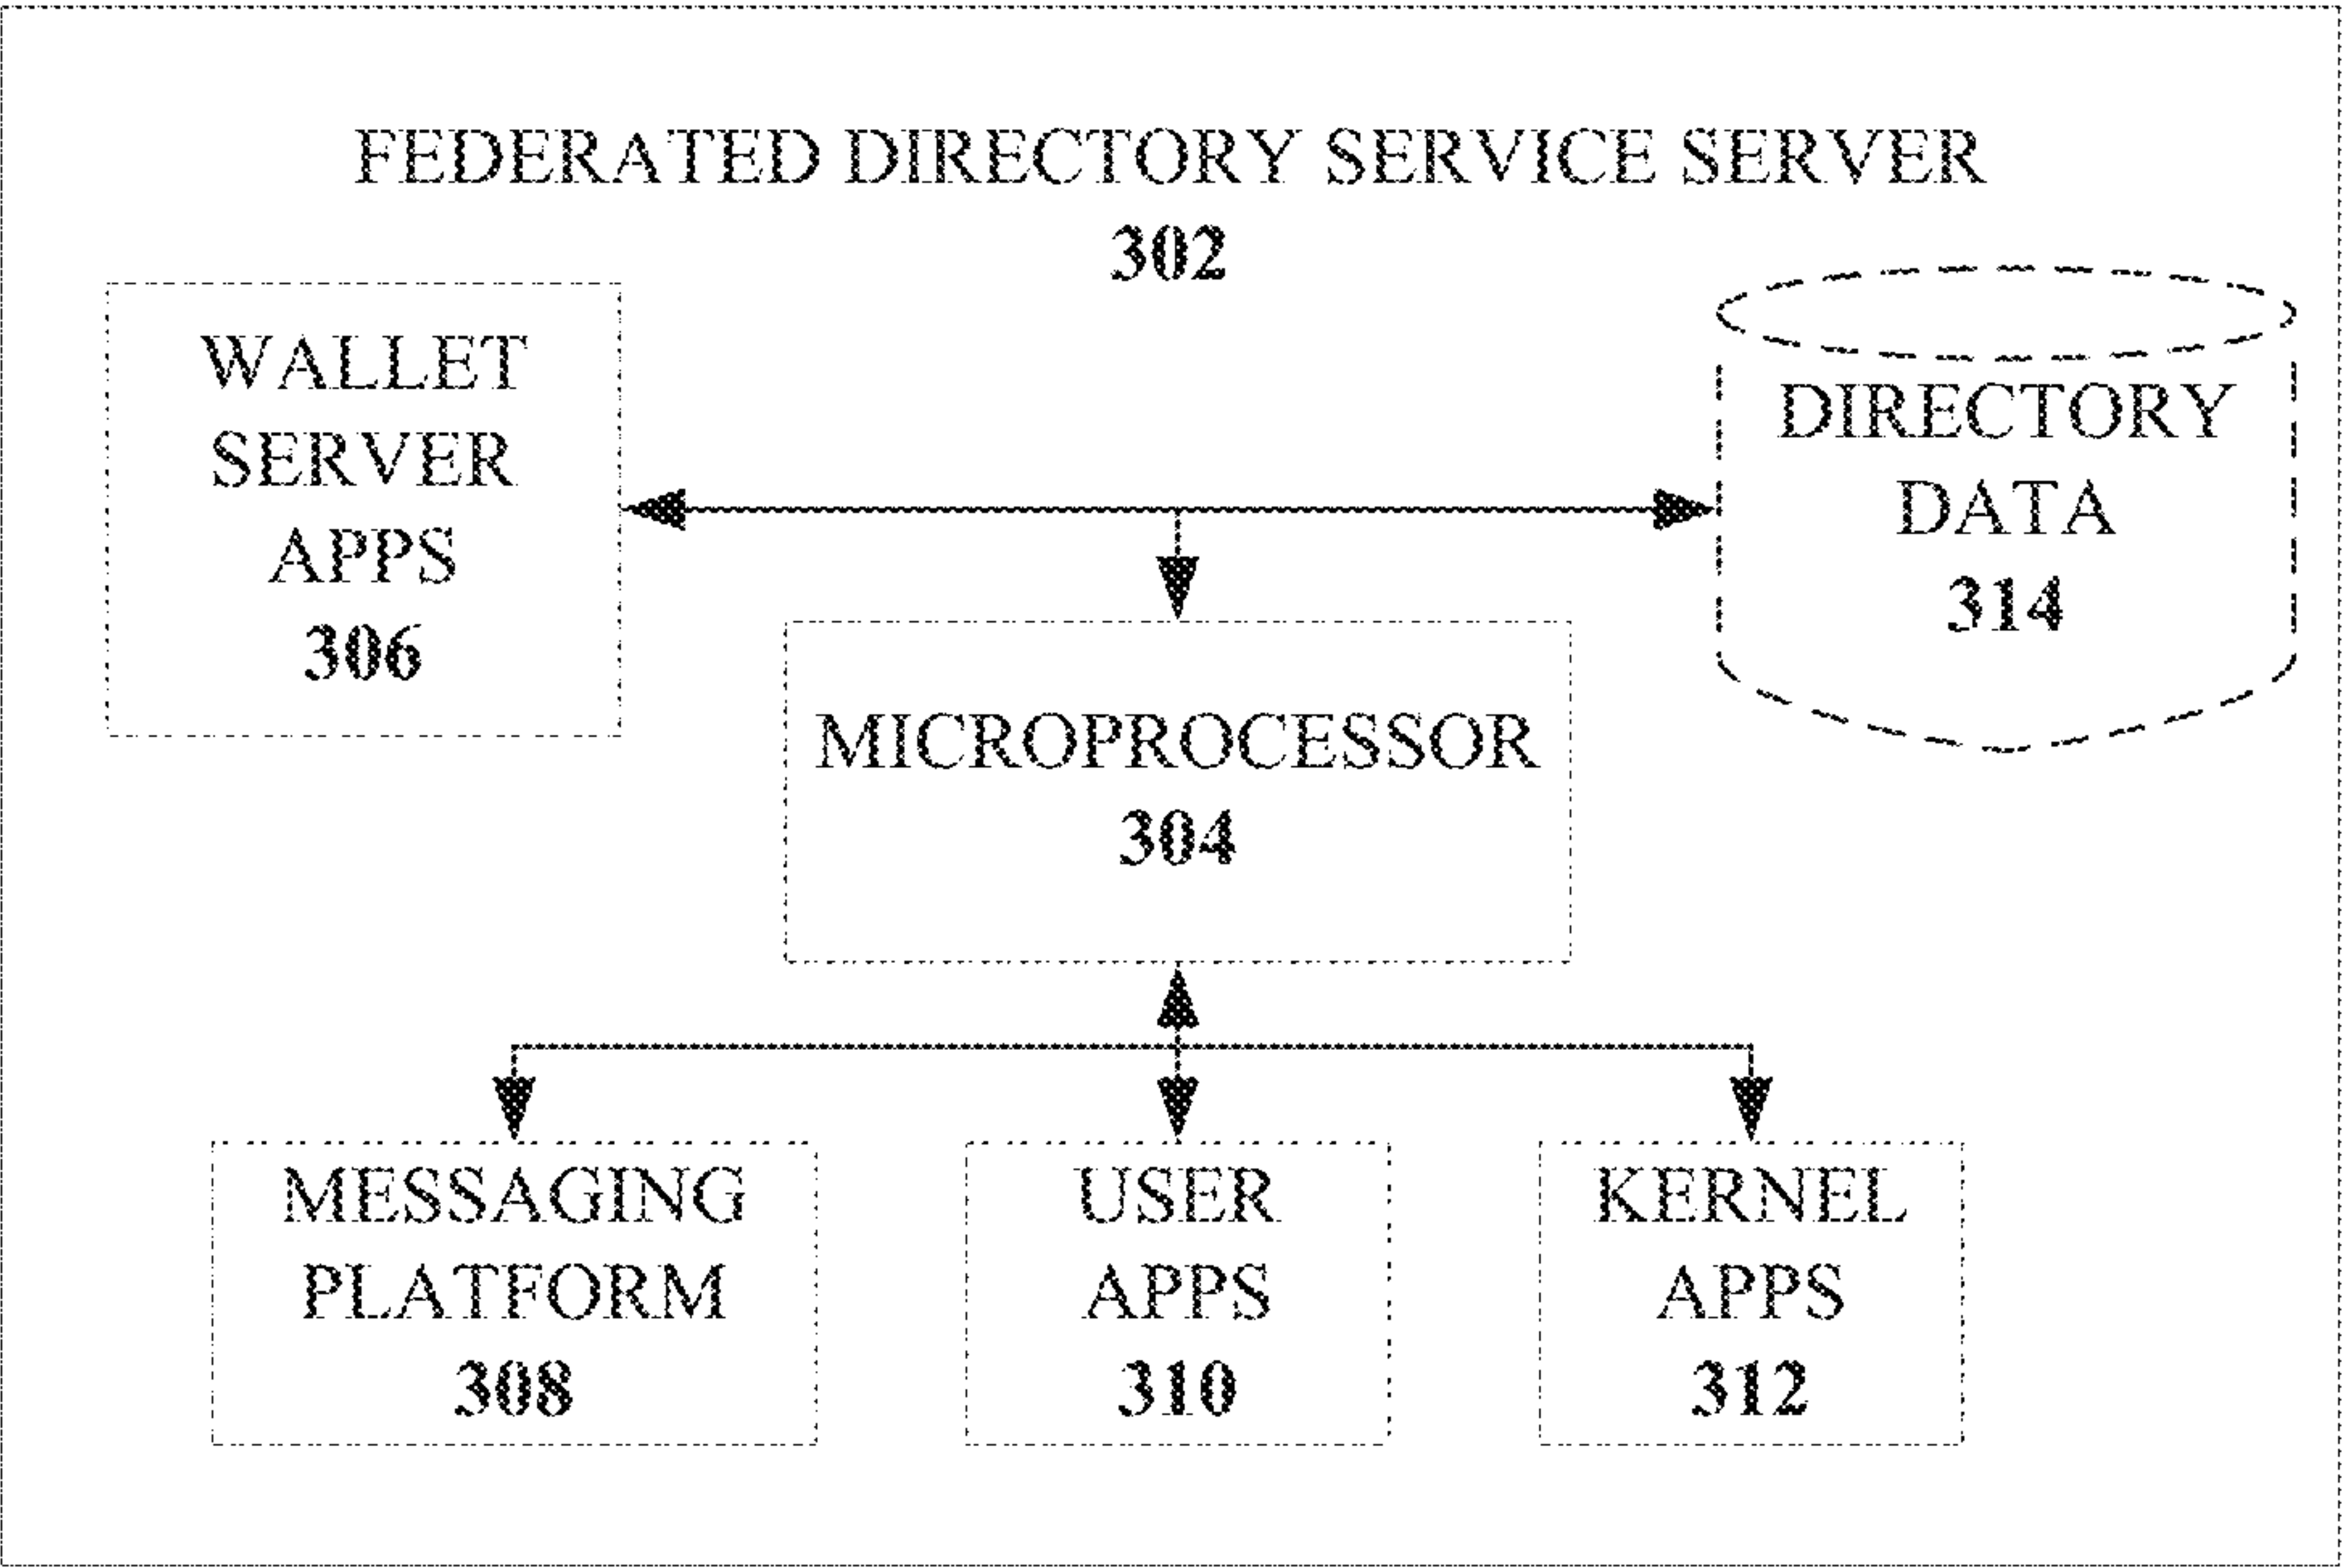 FEDERATED DIRECTORY SERVICE SERVER
302
WALLET
SERVER
APPS
306
DIRECTORY
DATA
314
MICROPROCESSOR
304
MESSAGING
PLATFORM
308
USER
APPS
310
KERNEL
APPS
312